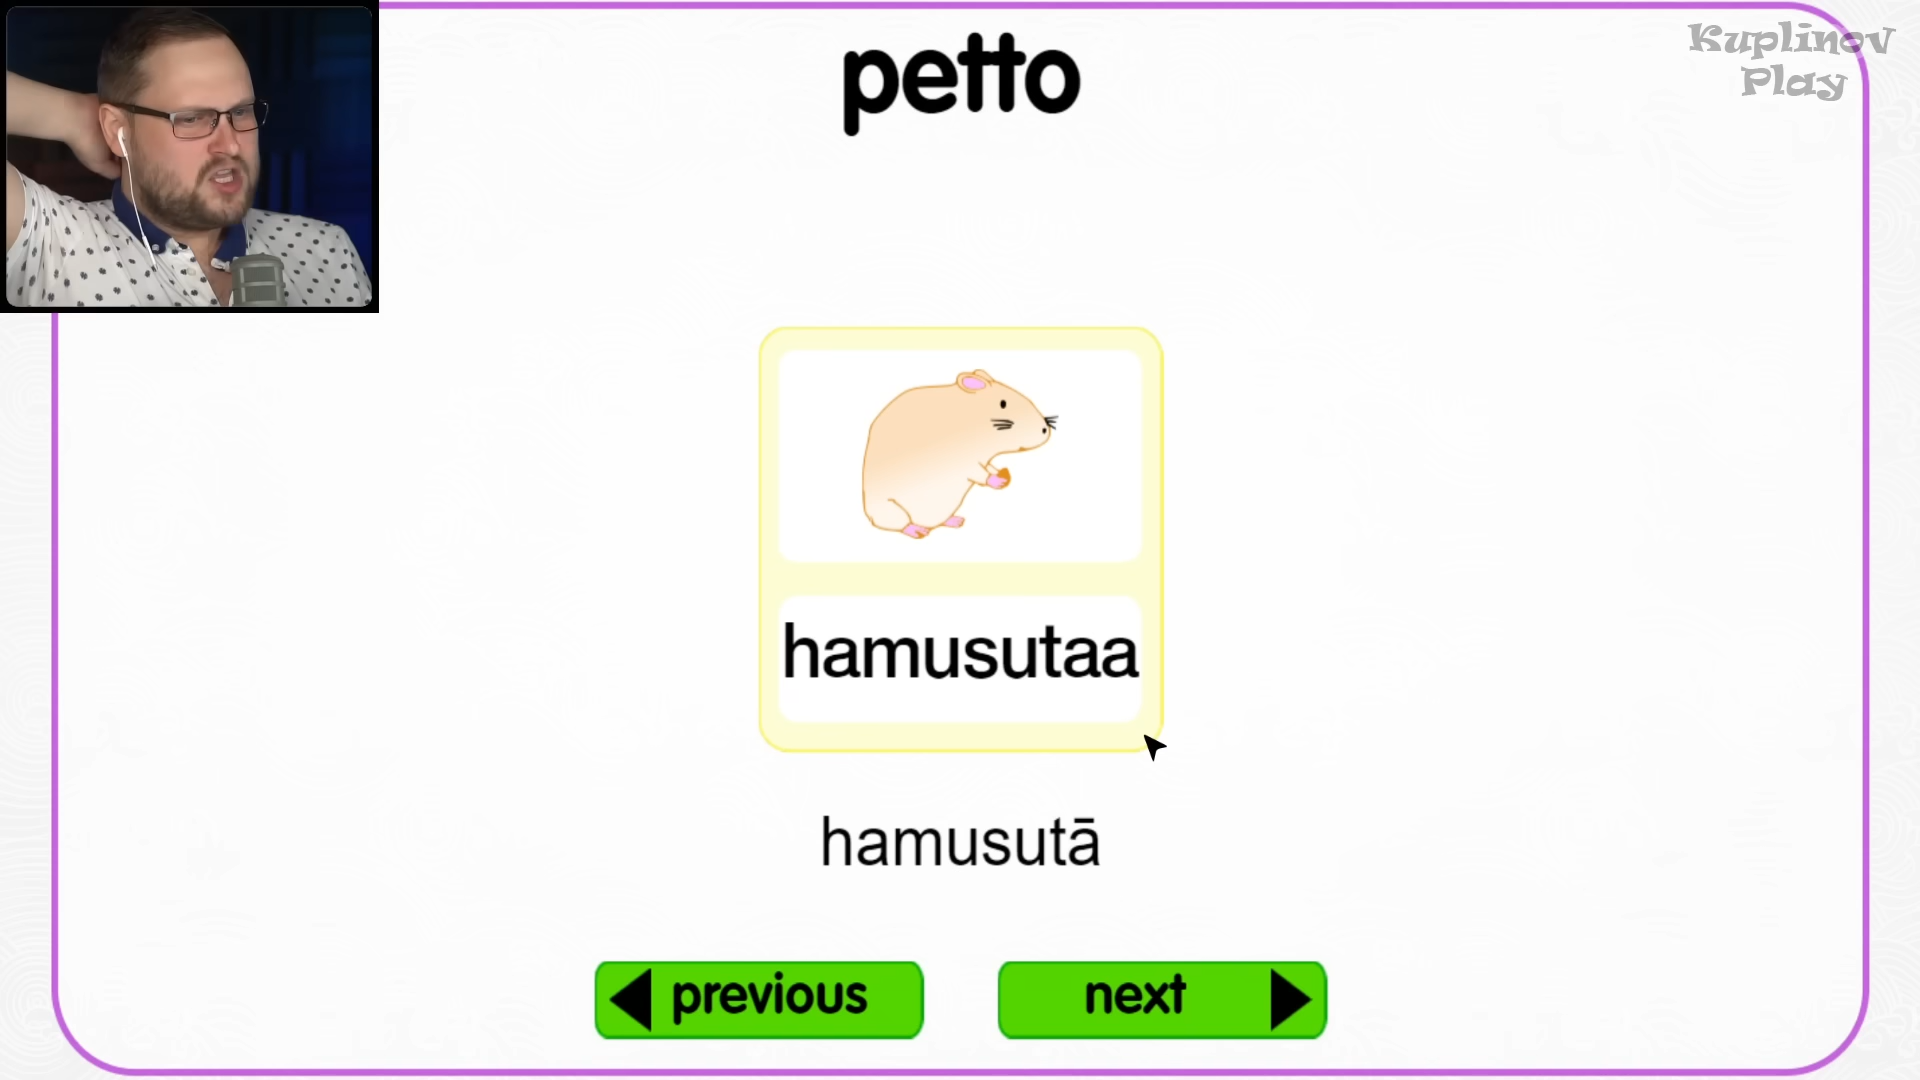 petto
Kuplinov
Play
hamusutaa
hamusutā
previous
next